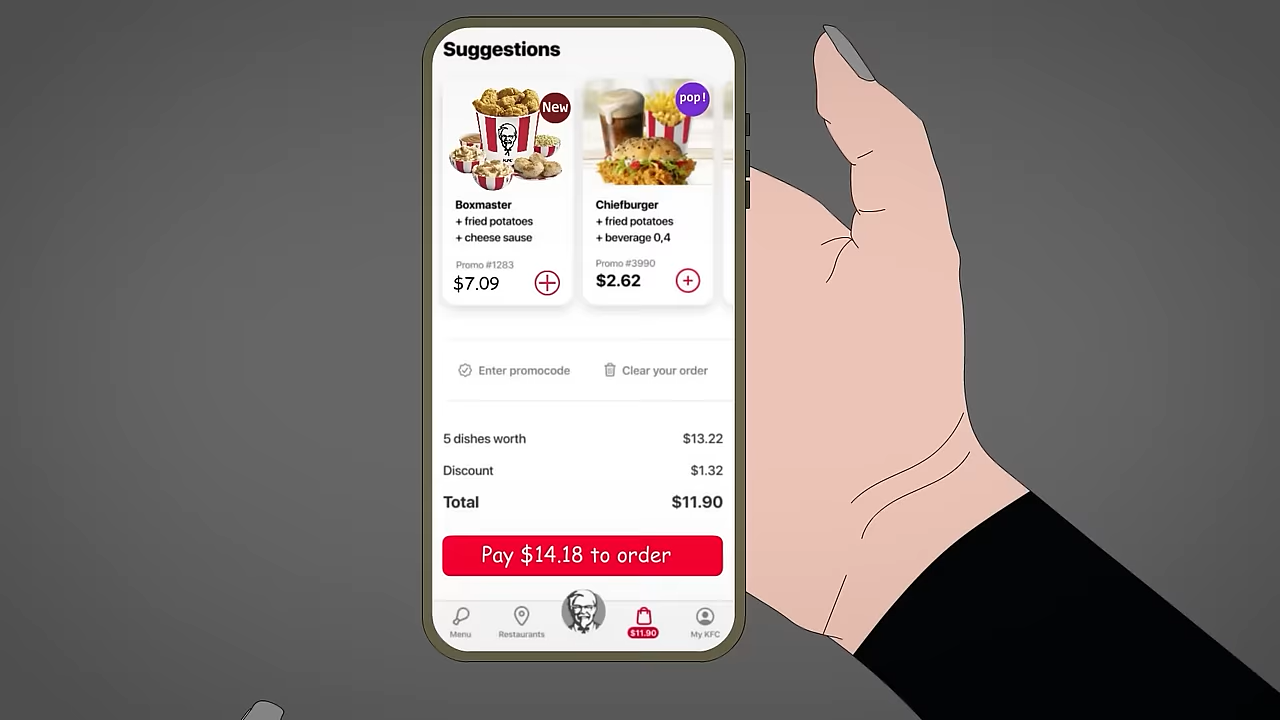 Suggestions
New
pop!
Boxmaster
+ fried potatoes
+ cheese sause
Promo #1283
$7.09
Chiefburger
+ fried potatoes
+ beverage 0,4
Promo #3990
$2.62
Enter promocode
Clear your order
5 dishes worth $13.22
Discount $1.32
Total $11.90
Pay $14.18 to order
Menu
Restaurants
$11.90
My KFC